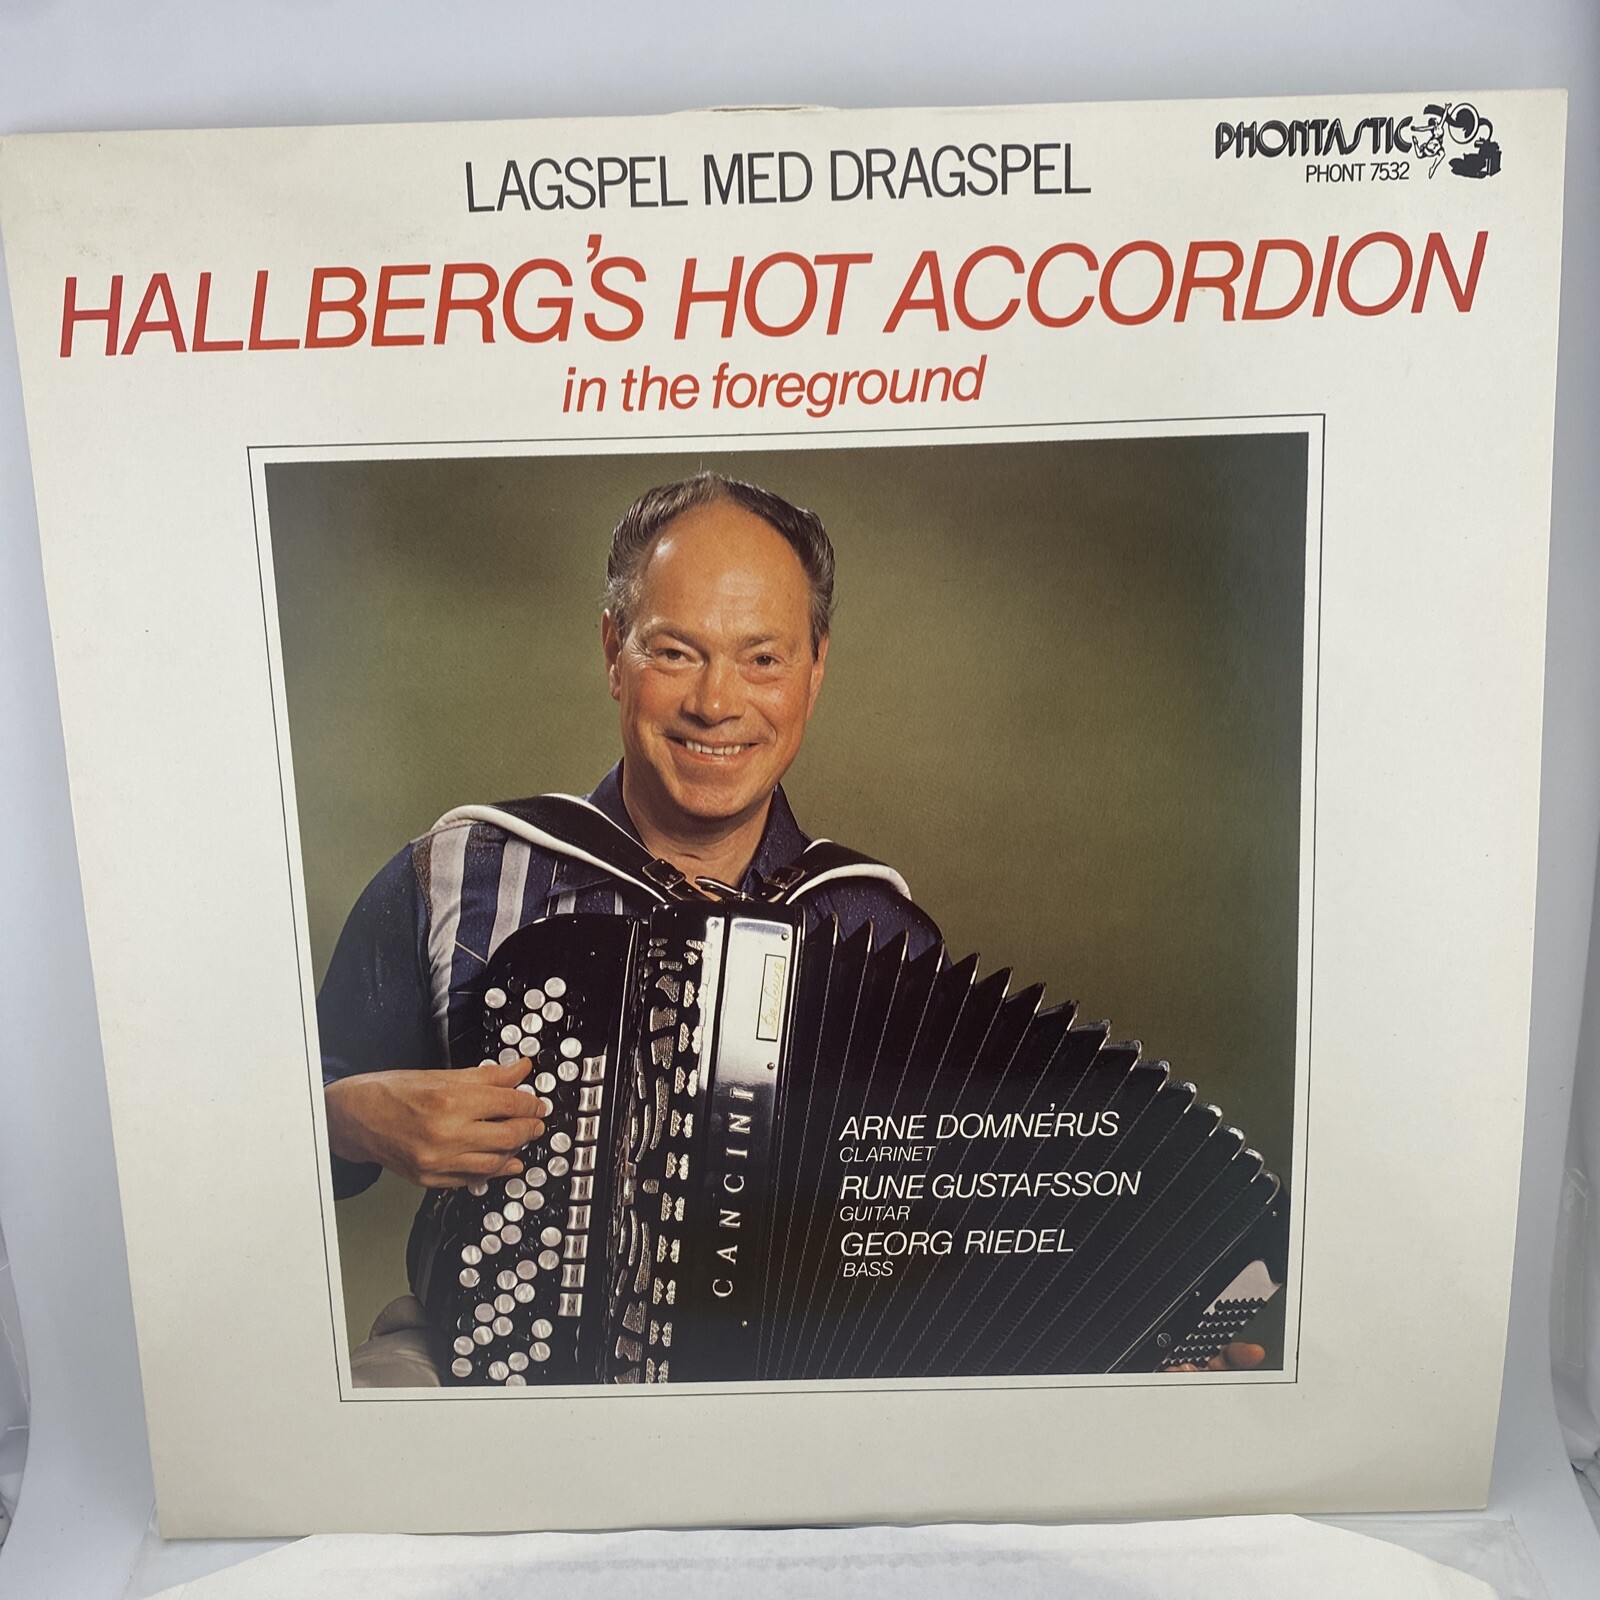 PHONTASTIC
PHONT 7532
LAGSPEL MED DRAGSPEL
HALLBERG'S HOT ACCORDION
in the foreground
CANCINI
ARNE DOMNÉRUS
CLARINET
RUNE GUSTAFSSON
GUITAR
GEORG RIEDEL
BASS